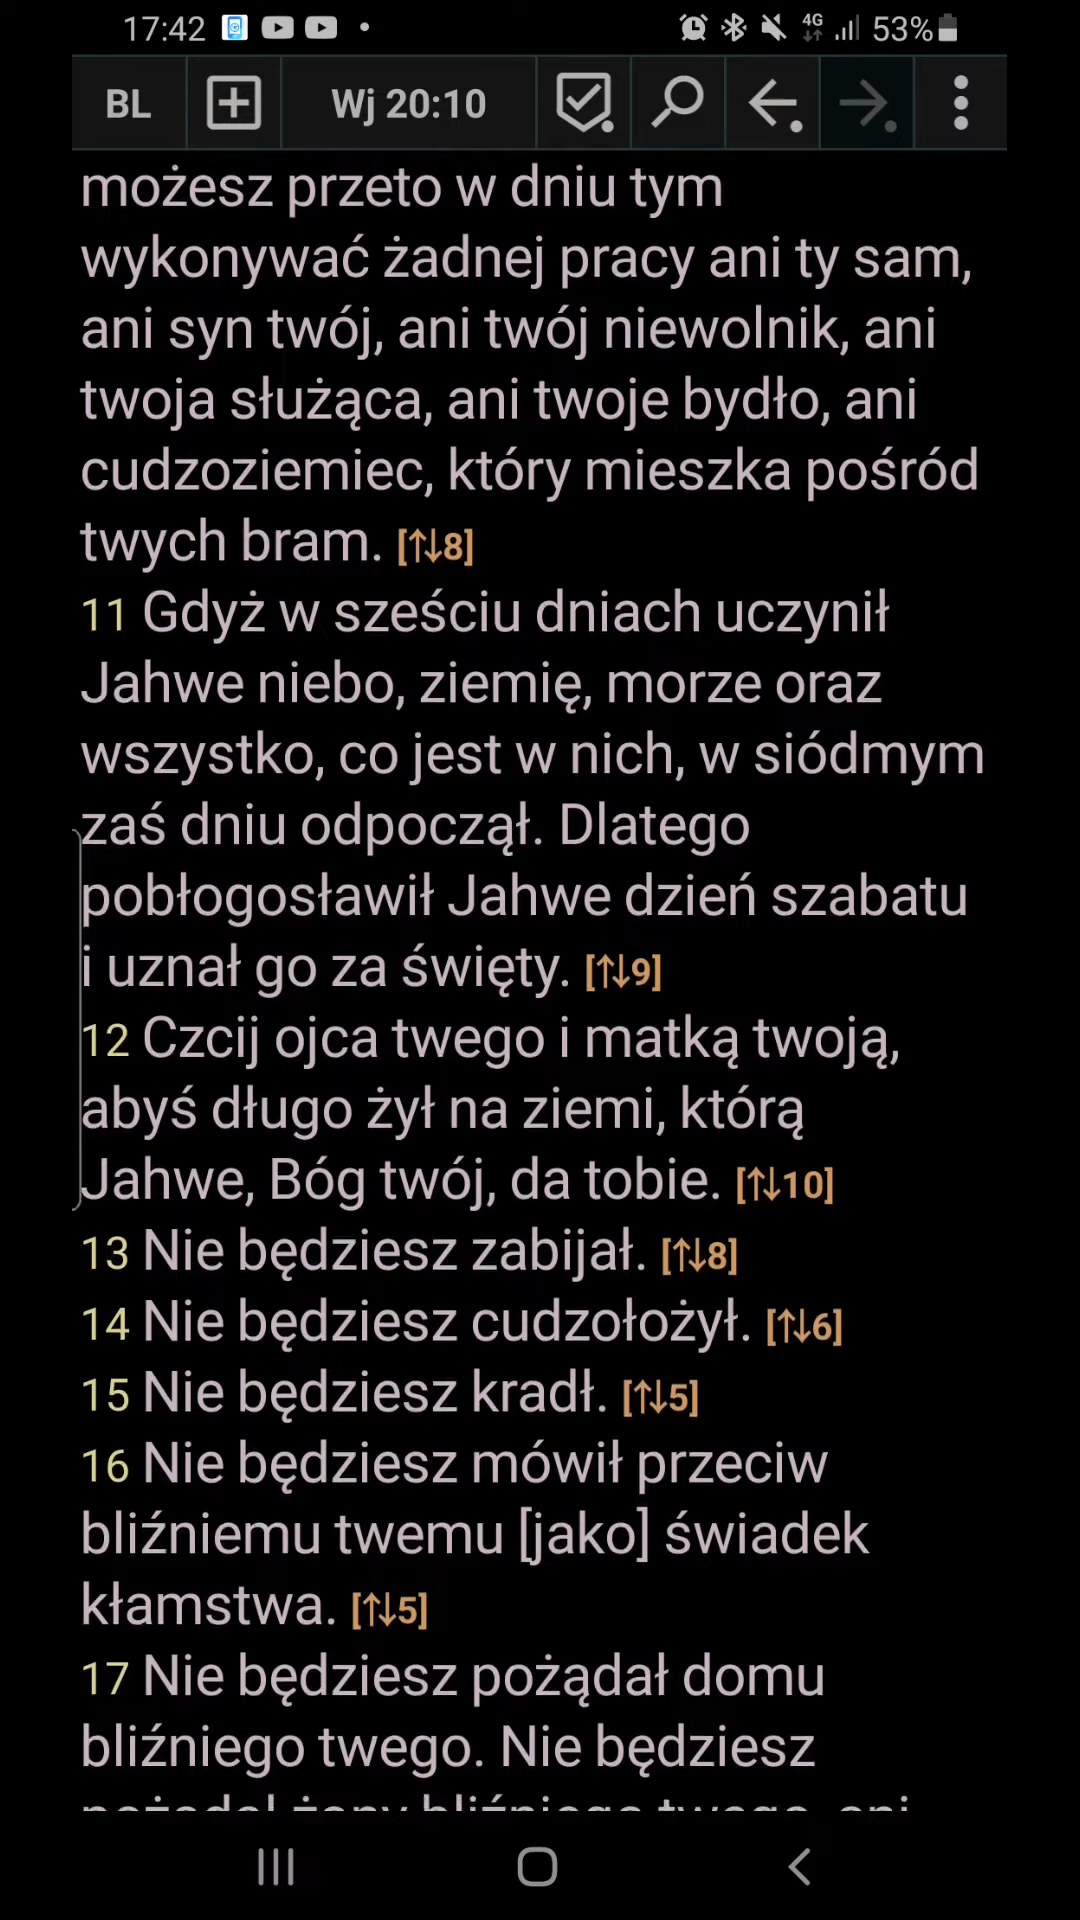 17:42 4G 53%
BL Wj 20:10
możesz przeto w dniu tym
wykonywać żadnej pracy ani ty sam,
ani syn twój, ani twój niewolnik, ani
twoja służąca, ani twoje bydło, ani
cudzoziemiec, który mieszka pośród
twych bram. [↑↓8]
11 Gdyż w sześciu dniach uczynił
Jahwe niebo, ziemię, morze oraz
wszystko, co jest w nich, w siódmym
zaś dniu odpoczął. Dlatego
pobłogosławił Jahwe dzień szabatu
i uznał go za święty. [↑↓9]
12 Czcij ojca twego i matką twoją,
abyś długo żył na ziemi, którą
Jahwe, Bóg twój, da tobie. [↑↓10]
13 Nie będziesz zabijał. [↑↓8]
14 Nie będziesz cudzołożył. [↑↓6]
15 Nie będziesz kradł. [↑↓5]
16 Nie będziesz mówił przeciw
bliźniemu twemu [jako] świadek
kłamstwa. [↑↓5]
17 Nie będziesz pożądał domu
bliźniego twego. Nie będziesz
żony bliźniego twego, ani